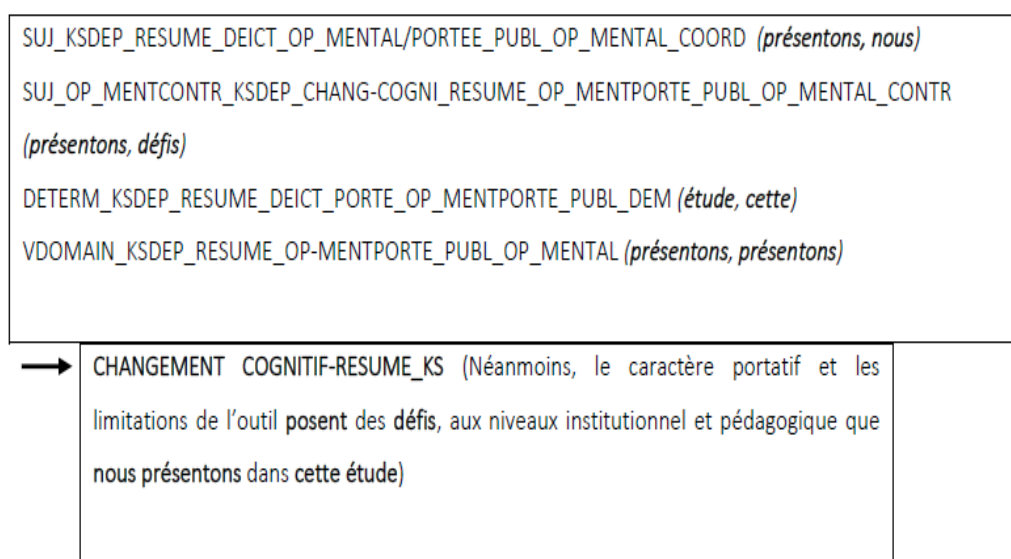 SUJ_KSDEP_RESUME_DEICT_OP_MENTAL/PORTEE_PUBL_OP_MENTAL_COORD (présentons, nous)
SUJ_OP_MENTCONTR_KSDEP_CHANG-COGNI_RESUME_OP_MENTPORTE_PUBL_OP_MENTAL_CONTR
(présentons, défis)
DETERM_KSDEP_RESUME_DEICT_PORTE_OP_MENTPORTE_PUBL_DEM (étude, cette)
VDOMAIN_KSDEP_RESUME_OP-MENTPORTE_PUBL_OP_MENTAL (présentons, présentons)
CHANGEMENT COGNITIF-RESUME_KS (Néanmoins, le caractère portatif et les
limitations de l'outil posent des défis, aux niveaux institutionnel et pédagogique que
nous présentons dans cette étude)